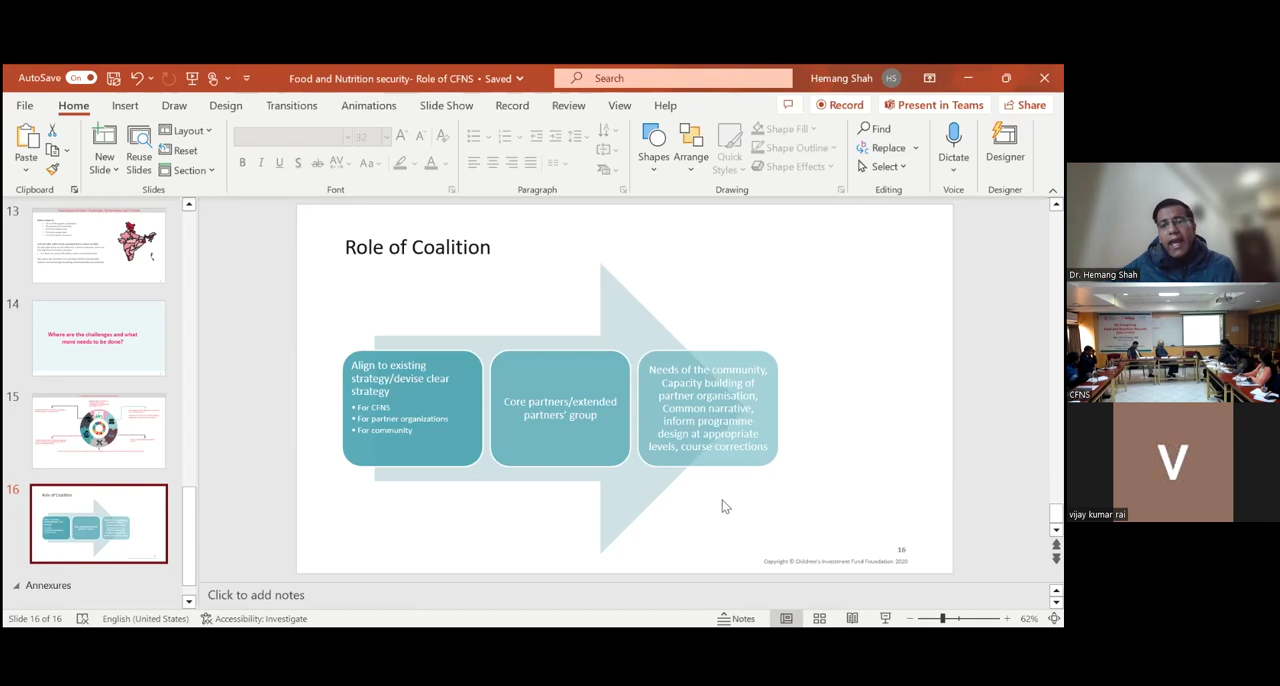 AutoSave On
Food and Nutrition security- Role of CFNS • Saved
Search
Hemang Shah HS
File Home Insert Draw Design Transitions Animations Slide Show Record Review View Help
Record Present in Teams Share
Paste
Clipboard
New Slide
Reuse Slides
Layout
Reset
Section
Slides
32
B I U S ab AV Aa A
Font
Paragraph
Shapes
Arrange
Quick Styles
Shape Fill
Shape Outline
Shape Effects
Drawing
Find
Replace
Select
Editing
Dictate
Voice
Designer
Designer
13
14
Where are the challenges and what
more needs to be done?
15
16
Role of Coalition
Annexures
Role of Coalition
Align to existing
strategy/devise clear
strategy
• For CFNS
• For partner organizations
• For community
Core partners/extended
partners' group
Needs of the community,
Capacity building of
partner organisation,
Common narrative,
inform programme
design at appropriate
levels, course corrections
16
Copyright © Children's Investment Fund Foundation 2020
Click to add notes
Slide 16 of 16 English (United States) Accessibility: Investigate
Notes
62%
Dr. Hemang Shah
CFNS
V
vijay kumar rai